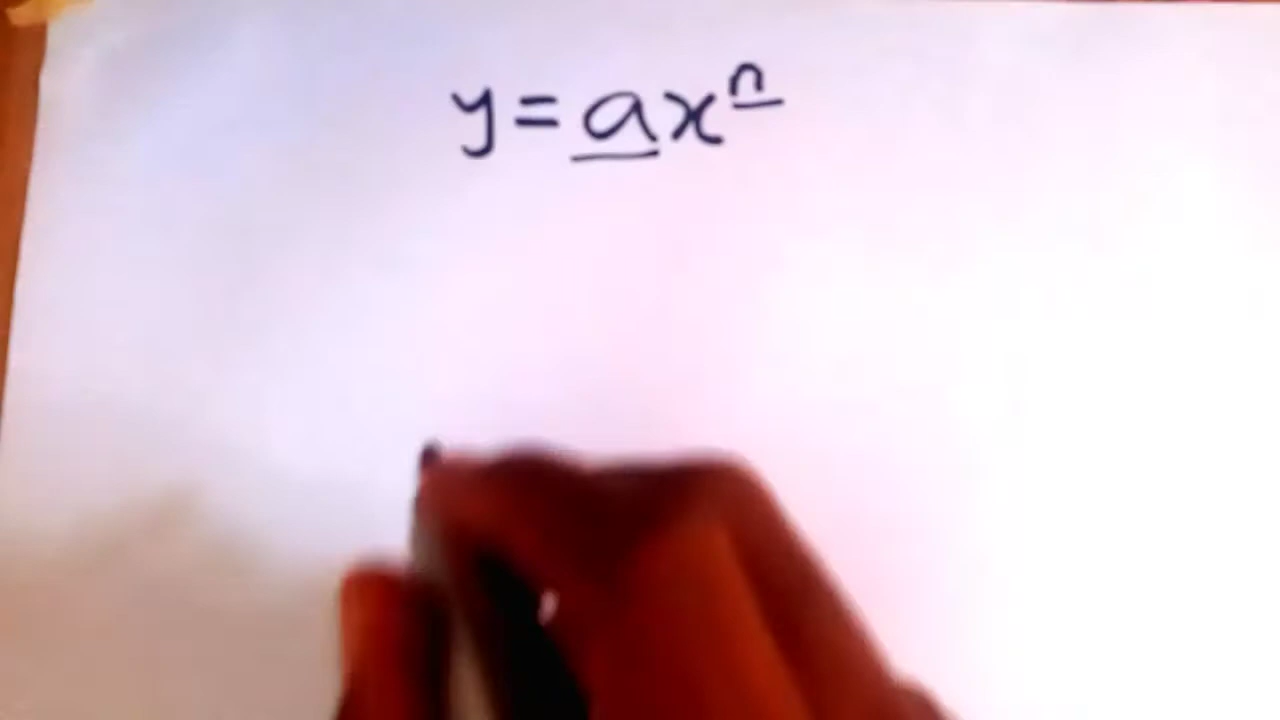 y = ax^n